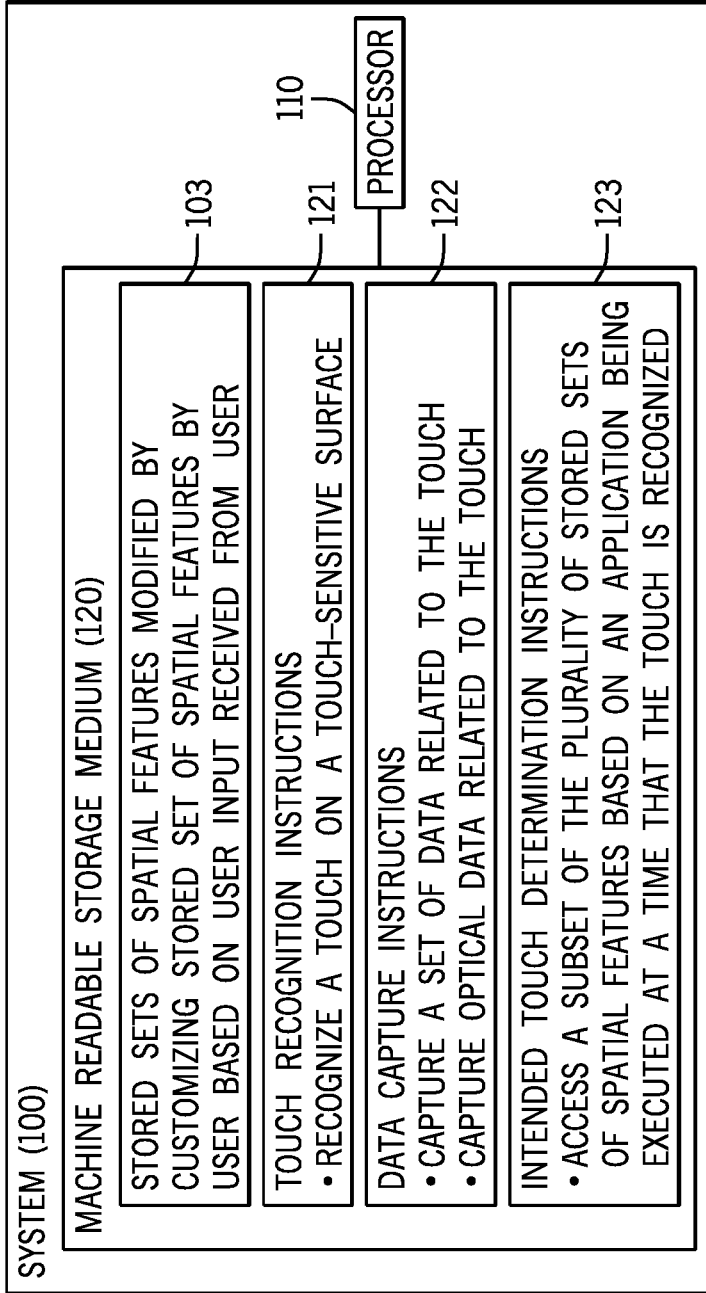 SYSTEM (100)
MACHINE READABLE STORAGE MEDIUM (120)
STORED SETS OF SPATIAL FEATURES MODIFIED BY
CUSTOMIZING STORED SET OF SPATIAL FEATURES BY
USER BASED ON USER INPUT RECEIVED FROM USER
103
TOUCH RECOGNITION INSTRUCTIONS
• RECOGNIZE A TOUCH ON A TOUCH-SENSITIVE SURFACE
121
DATA CAPTURE INSTRUCTIONS
• CAPTURE A SET OF DATA RELATED TO THE TOUCH
• CAPTURE OPTICAL DATA RELATED TO THE TOUCH
122
INTENDED TOUCH DETERMINATION INSTRUCTIONS
• ACCESS A SUBSET OF THE PLURALITY OF STORED SETS
OF SPATIAL FEATURES BASED ON AN APPLICATION BEING
EXECUTED AT A TIME THAT THE TOUCH IS RECOGNIZED
123
110
PROCESSOR